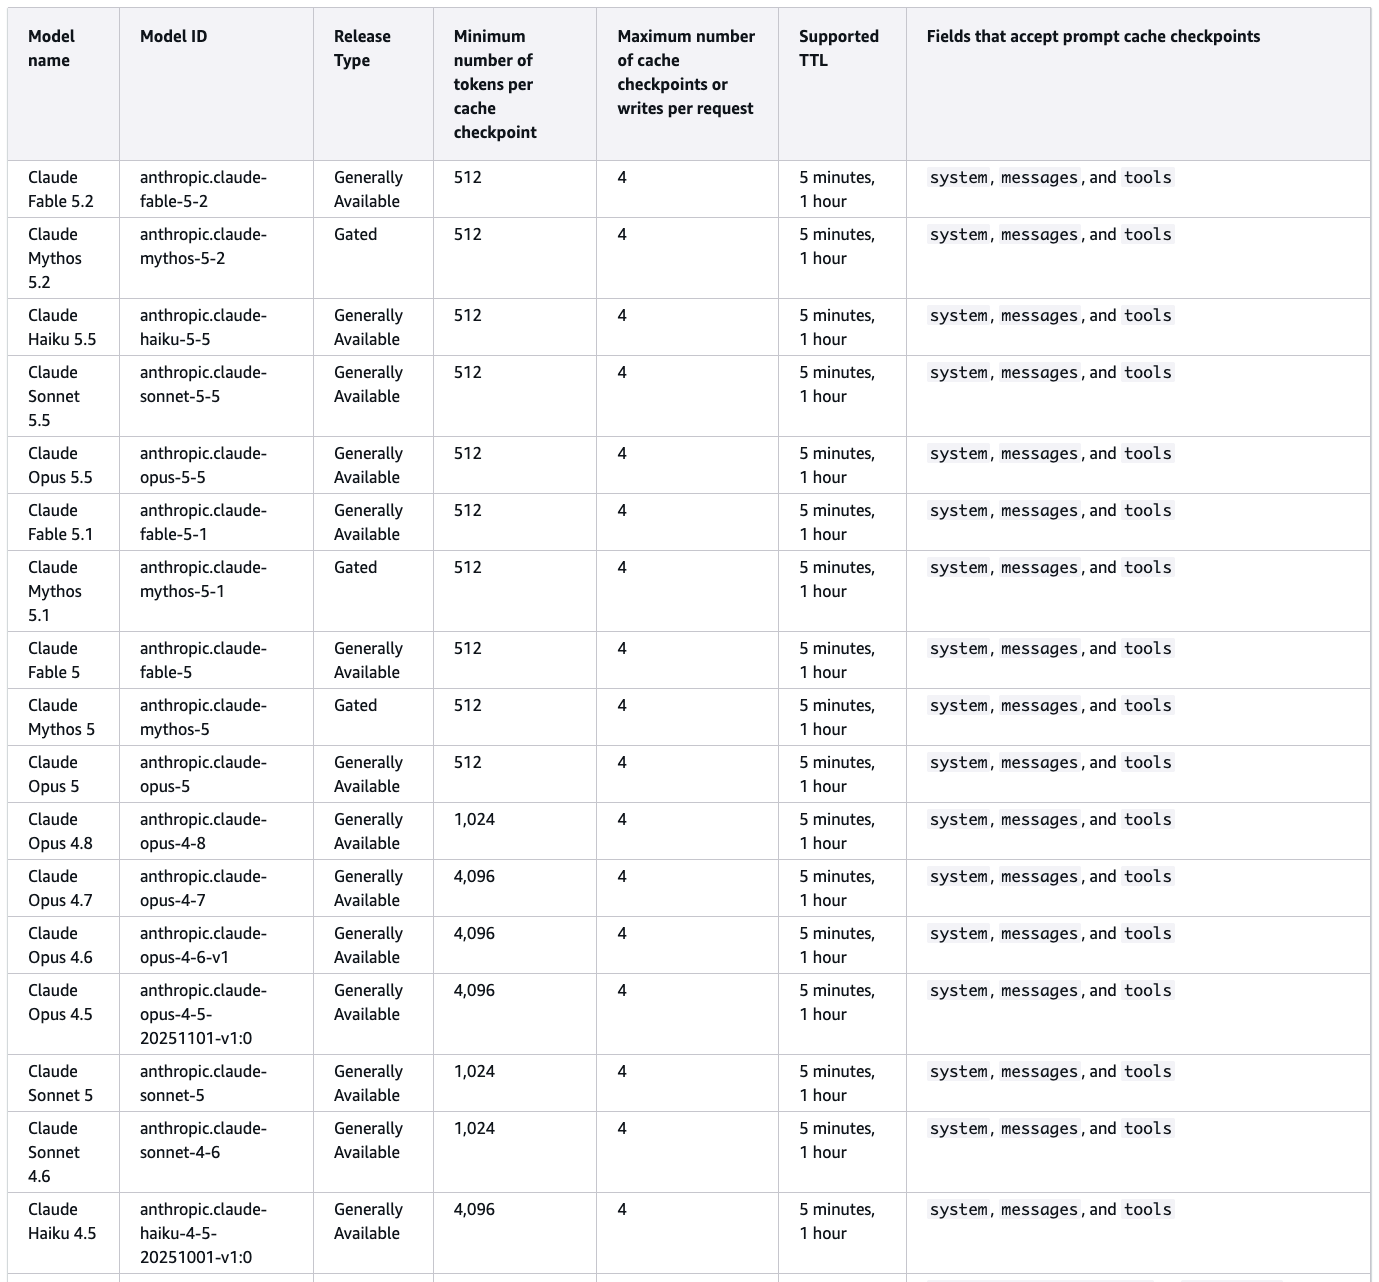 Model name
Model ID
Release Type
Minimum number of tokens per cache checkpoint
Maximum number of cache checkpoints or writes per request
Supported TTL
Fields that accept prompt cache checkpoints
Claude Fable 5.2
anthropic.claude-fable-5-2
Generally Available
512
4
5 minutes, 1 hour
system, messages, and tools
Claude Mythos 5.2
anthropic.claude-mythos-5-2
Gated
512
4
5 minutes, 1 hour
system, messages, and tools
Claude Haiku 5.5
anthropic.claude-haiku-5-5
Generally Available
512
4
5 minutes, 1 hour
system, messages, and tools
Claude Sonnet 5.5
anthropic.claude-sonnet-5-5
Generally Available
512
4
5 minutes, 1 hour
system, messages, and tools
Claude Opus 5.5
anthropic.claude-opus-5-5
Generally Available
512
4
5 minutes, 1 hour
system, messages, and tools
Claude Fable 5.1
anthropic.claude-fable-5-1
Generally Available
512
4
5 minutes, 1 hour
system, messages, and tools
Claude Mythos 5.1
anthropic.claude-mythos-5-1
Gated
512
4
5 minutes, 1 hour
system, messages, and tools
Claude Fable 5
anthropic.claude-fable-5
Generally Available
512
4
5 minutes, 1 hour
system, messages, and tools
Claude Mythos 5
anthropic.claude-mythos-5
Gated
512
4
5 minutes, 1 hour
system, messages, and tools
Claude Opus 5
anthropic.claude-opus-5
Generally Available
512
4
5 minutes, 1 hour
system, messages, and tools
Claude Opus 4.8
anthropic.claude-opus-4-8
Generally Available
1,024
4
5 minutes, 1 hour
system, messages, and tools
Claude Opus 4.7
anthropic.claude-opus-4-7
Generally Available
4,096
4
5 minutes, 1 hour
system, messages, and tools
Claude Opus 4.6
anthropic.claude-opus-4-6-v1
Generally Available
4,096
4
5 minutes, 1 hour
system, messages, and tools
Claude Opus 4.5
anthropic.claude-opus-4-5-20251101-v1:0
Generally Available
4,096
4
5 minutes, 1 hour
system, messages, and tools
Claude Sonnet 5
anthropic.claude-sonnet-5
Generally Available
1,024
4
5 minutes, 1 hour
system, messages, and tools
Claude Sonnet 4.6
anthropic.claude-sonnet-4-6
Generally Available
1,024
4
5 minutes, 1 hour
system, messages, and tools
Claude Haiku 4.5
anthropic.claude-haiku-4-5-20251001-v1:0
Generally Available
4,096
4
5 minutes, 1 hour
system, messages, and tools